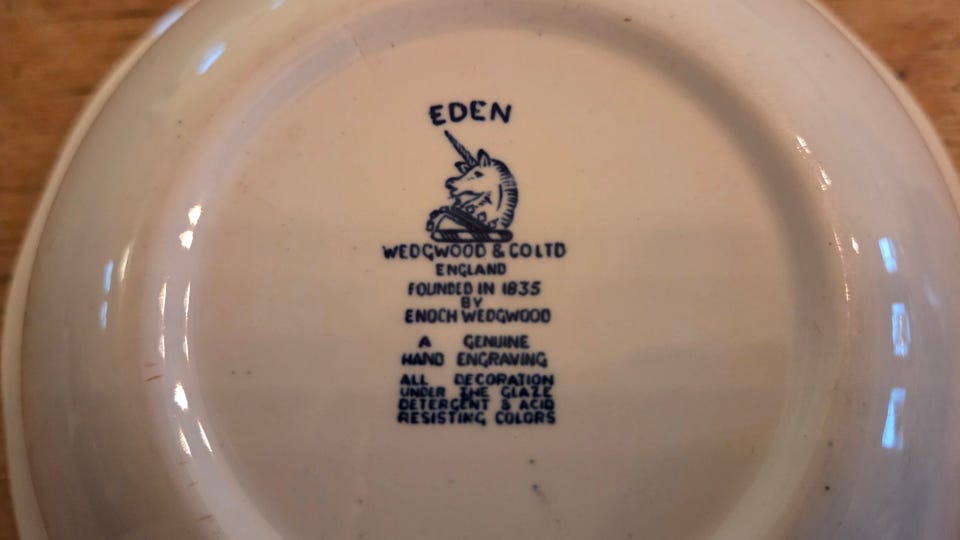 EDEN
WEDGWOOD & CO LTD
ENGLAND
FOUNDED IN 1835
BY
ENOCH WEDGWOOD
A GENUINE
HAND ENGRAVING
ALL DECORATION
UNDER THE GLAZE
DETERGENT & ACID
RESISTING COLORS